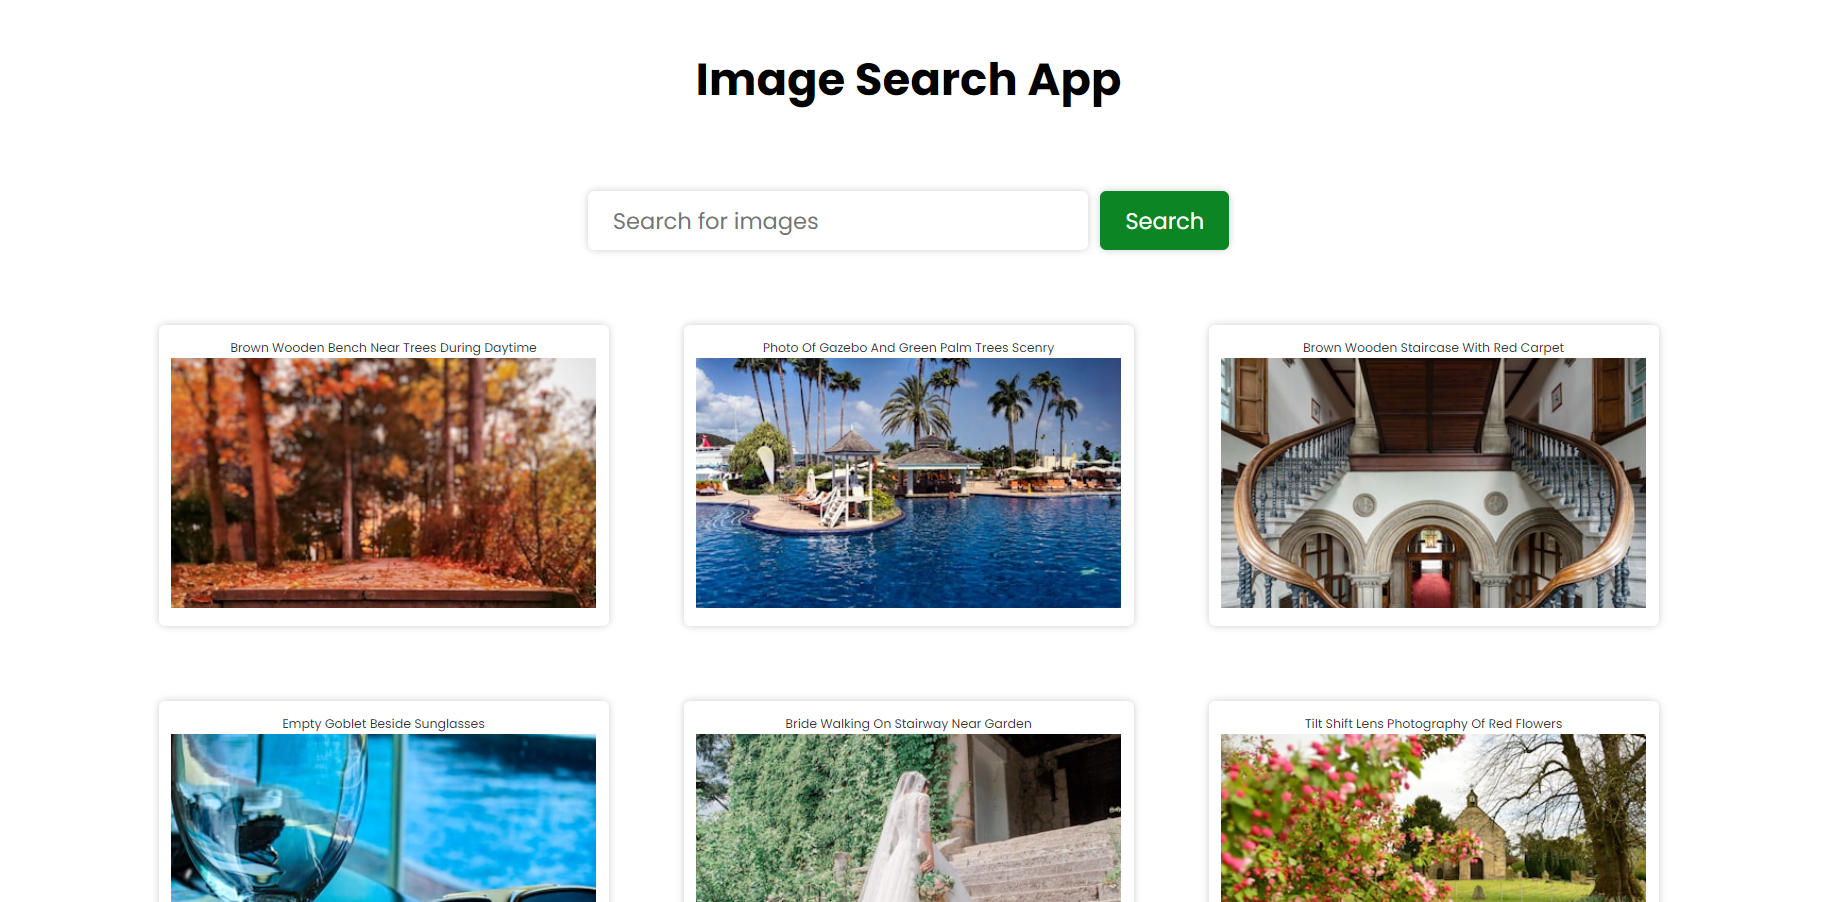 Image Search App
Search for images
Search
Brown Wooden Bench Near Trees During Daytime
Photo Of Gazebo And Green Palm Trees Scenry
Brown Wooden Staircase With Red Carpet
Empty Goblet Beside Sunglasses
Bride Walking On Stairway Near Garden
Tilt Shift Lens Photography Of Red Flowers